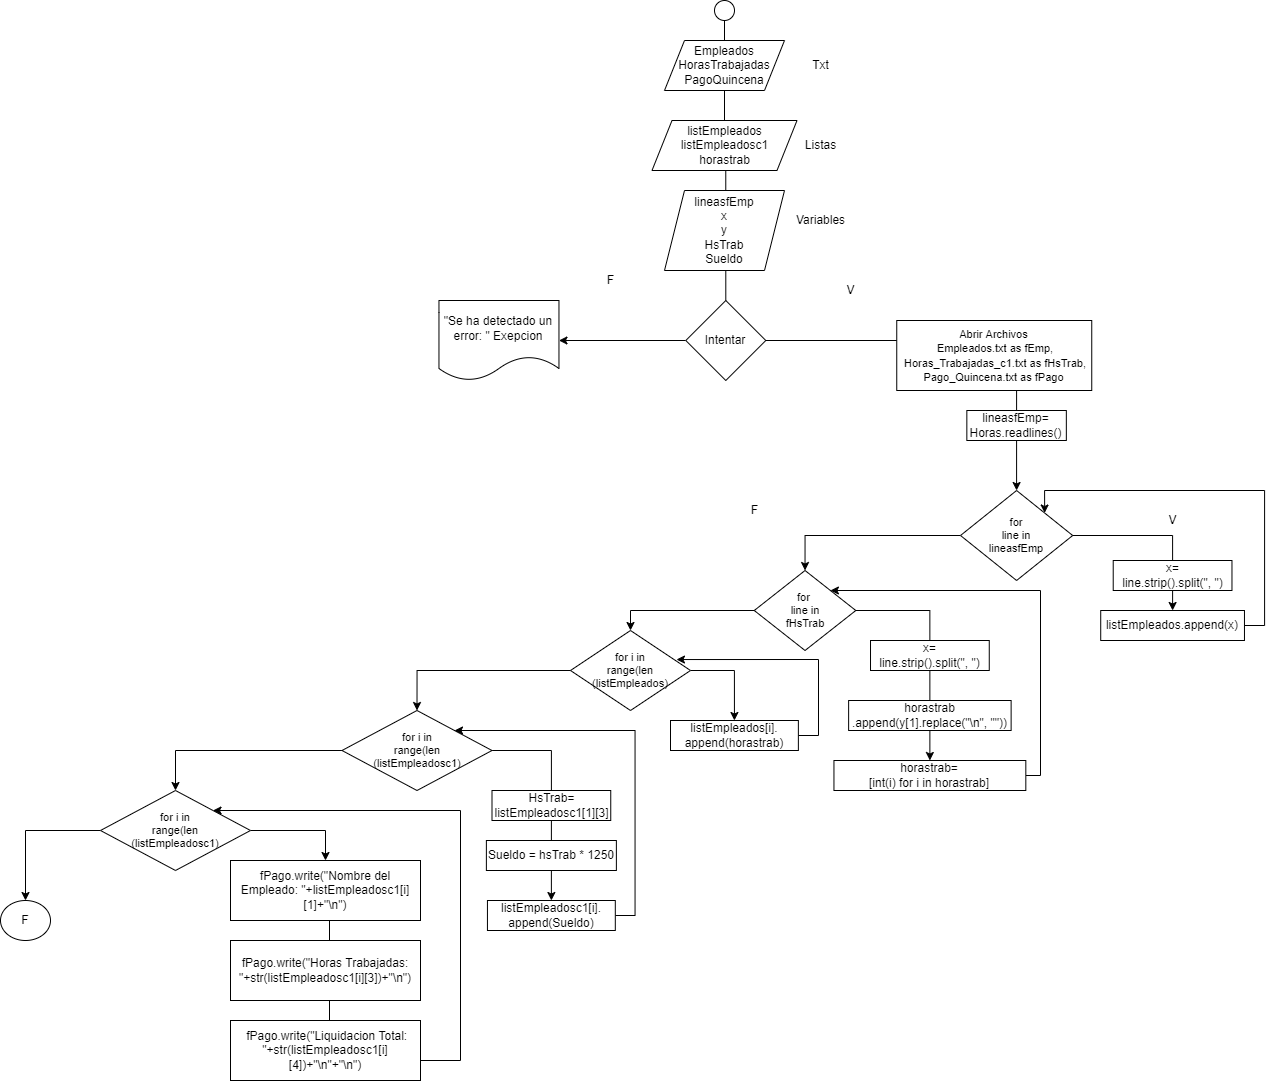 Empleados
HorasTrabajadas
PagoQuincena
Txt
listEmpleados
listEmpleadosc1
horastrab
Listas
lineasfEmp
x
y
HsTrab
Sueldo
Variables
F
V
"Se ha detectado un
error: " Exepcion
Intentar
Abrir Archivos
Empleados.txt as fEmp,
Horas_Trabajadas_c1.txt as fHsTrab,
Pago_Quincena.txt as fPago
lineasfEmp=
Horas.readlines()
F
for
line in
lineasfEmp
V
x=
line.strip().split(", ")
listEmpleados.append(x)
for
line in
fHsTrab
x=
line.strip().split(", ")
horastrab
.append(y[1].replace("\n", ""))
horastrab=
[int(i) for i in horastrab]
for i in
range(len
(listEmpleados)
listEmpleados[i].
append(horastrab)
for i in
range(len
(listEmpleadosc1)
HsTrab=
listEmpleadosc1[1][3]
Sueldo = hsTrab * 1250
listEmpleadosc1[i].
append(Sueldo)
for i in
range(len
(listEmpleadosc1)
F
fPago.write("Nombre del
Empleado: "+listEmpleadosc1[i]
[1]+"\n")
fPago.write("Horas Trabajadas:
"+str(listEmpleadosc1[i][3])+"\n")
fPago.write("Liquidacion Total:
"+str(listEmpleadosc1[i]
[4])+"\n"+"\n")